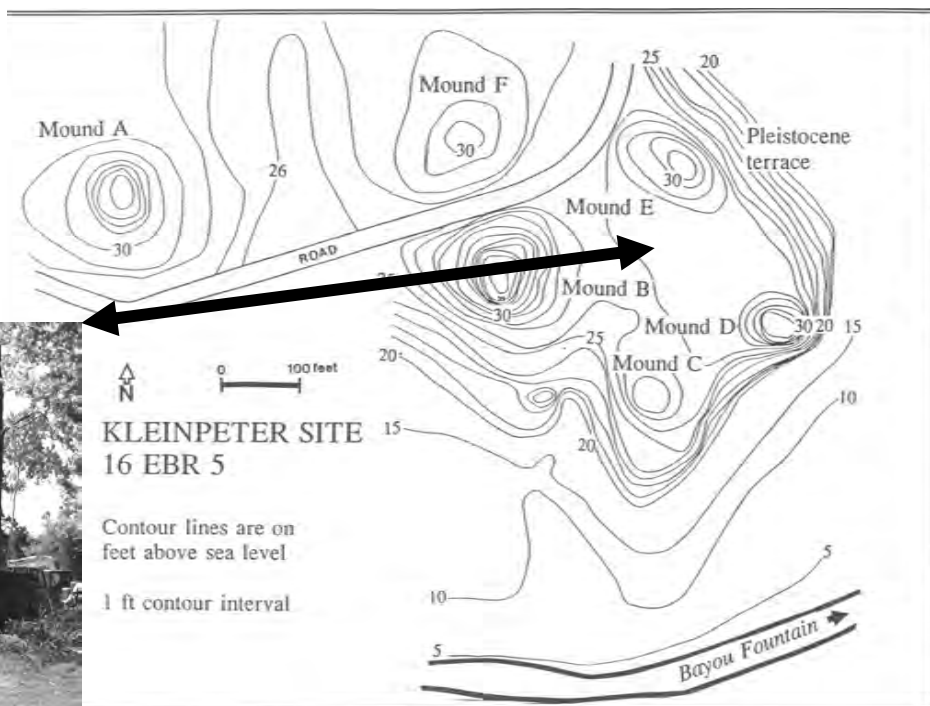 25
20
Mound F
Mound A
30
Pleistocene
terrace
26
30
Mound E
30
ROAD
Mound B
30
25
Mound D
30
20
15
Mound C
20
0
100 feet
N
10
KLEINPETER SITE
16 EBR 5
15
20
Contour lines are on
feet above sea level
5
1 ft contour interval
10
5
Bayou Fountain